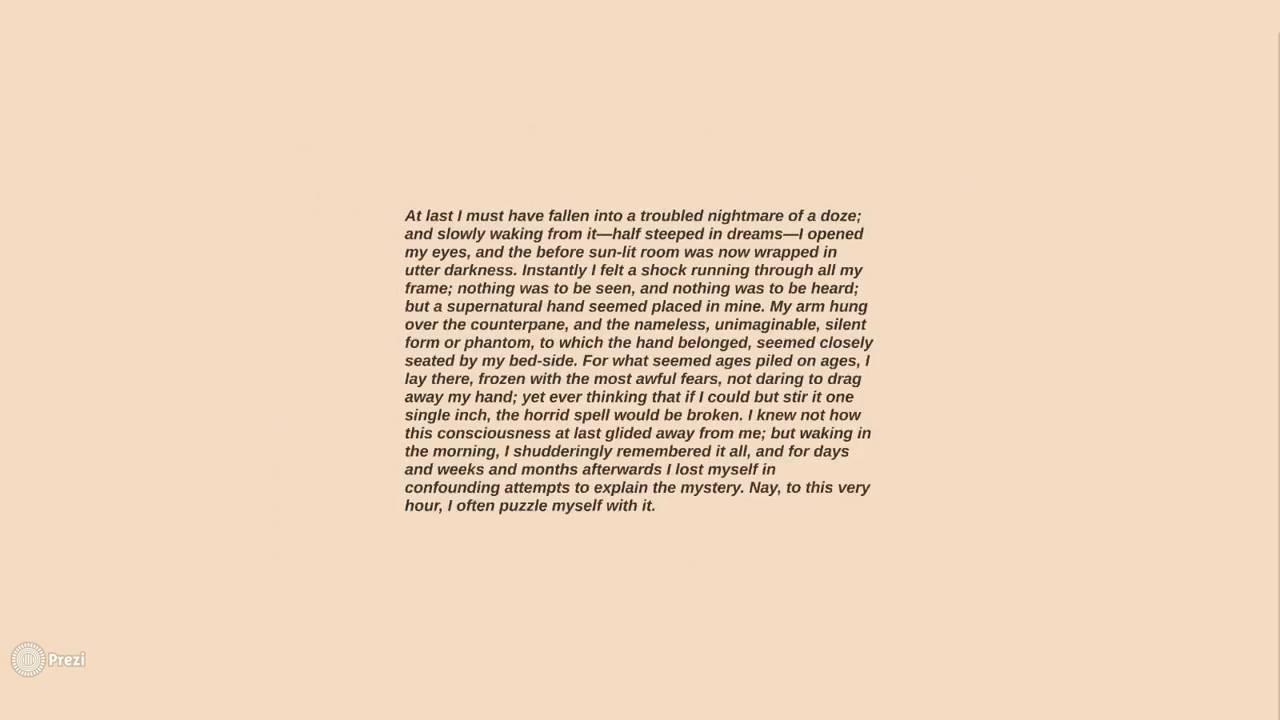 At last I must have fallen into a troubled nightmare of a doze;
and slowly waking from it—half steeped in dreams—I opened
my eyes, and the before sun-lit room was now wrapped in
utter darkness. Instantly I felt a shock running through all my
frame; nothing was to be seen, and nothing was to be heard;
but a supernatural hand seemed placed in mine. My arm hung
over the counterpane, and the nameless, unimaginable, silent
form or phantom, to which the hand belonged, seemed closely
seated by my bed-side. For what seemed ages piled on ages, I
lay there, frozen with the most awful fears, not daring to drag
away my hand; yet ever thinking that if I could but stir it one
single inch, the horrid spell would be broken. I knew not how
this consciousness at last glided away from me; but waking in
the morning, I shudderingly remembered it all, and for days
and weeks and months afterwards I lost myself in
confounding attempts to explain the mystery. Nay, to this very
hour, I often puzzle myself with it.
Prezi